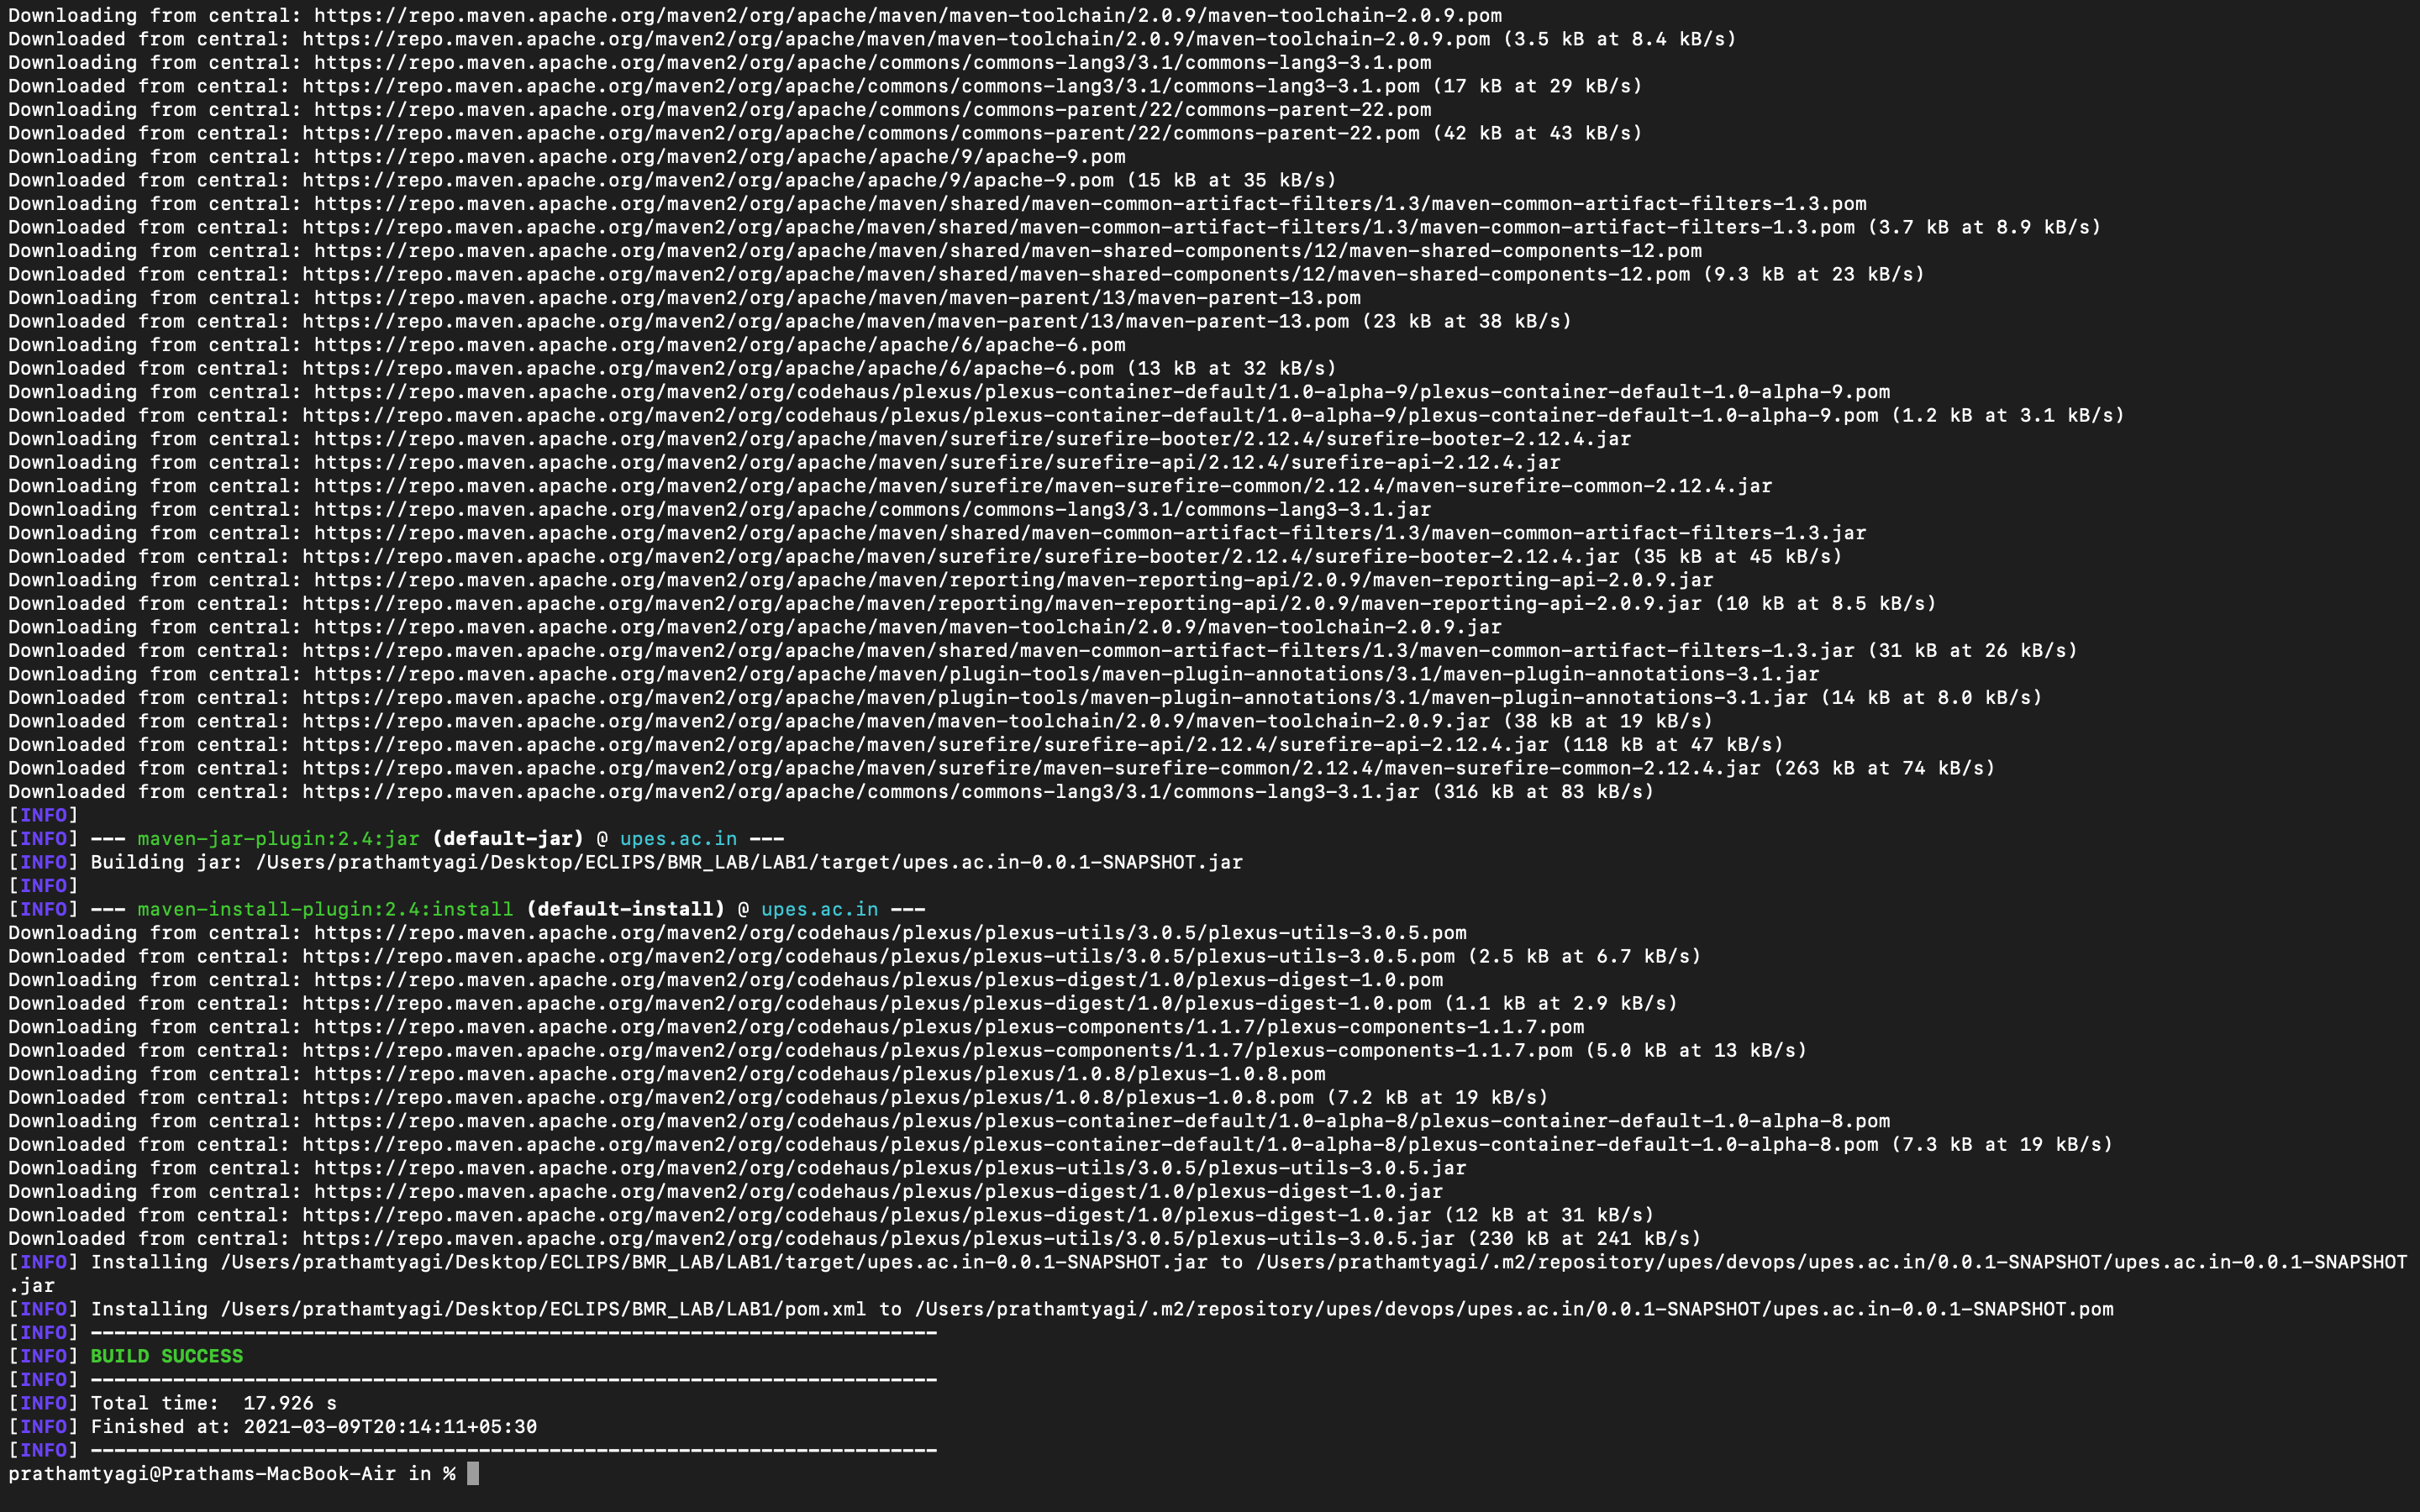 Downloading from central: https://repo.maven.apache.org/maven2/org/apache/maven/maven-toolchain/2.0.9/maven-toolchain-2.0.9.pom
Downloaded from central: https://repo.maven.apache.org/maven2/org/apache/maven/maven-toolchain/2.0.9/maven-toolchain-2.0.9.pom (3.5 kB at 8.4 kB/s)
Downloading from central: https://repo.maven.apache.org/maven2/org/apache/commons/commons-lang3/3.1/commons-lang3-3.1.pom
Downloaded from central: https://repo.maven.apache.org/maven2/org/apache/commons/commons-lang3/3.1/commons-lang3-3.1.pom (17 kB at 29 kB/s)
Downloading from central: https://repo.maven.apache.org/maven2/org/apache/commons/commons-parent/22/commons-parent-22.pom
Downloaded from central: https://repo.maven.apache.org/maven2/org/apache/commons/commons-parent/22/commons-parent-22.pom (42 kB at 43 kB/s)
Downloading from central: https://repo.maven.apache.org/maven2/org/apache/apache/9/apache-9.pom
Downloaded from central: https://repo.maven.apache.org/maven2/org/apache/apache/9/apache-9.pom (15 kB at 35 kB/s)
Downloading from central: https://repo.maven.apache.org/maven2/org/apache/maven/shared/maven-common-artifact-filters/1.3/maven-common-artifact-filters-1.3.pom
Downloaded from central: https://repo.maven.apache.org/maven2/org/apache/maven/shared/maven-common-artifact-filters/1.3/maven-common-artifact-filters-1.3.pom (3.7 kB at 8.9 kB/s)
Downloading from central: https://repo.maven.apache.org/maven2/org/apache/maven/shared/maven-shared-components/12/maven-shared-components-12.pom
Downloaded from central: https://repo.maven.apache.org/maven2/org/apache/maven/shared/maven-shared-components/12/maven-shared-components-12.pom (9.3 kB at 23 kB/s)
Downloading from central: https://repo.maven.apache.org/maven2/org/apache/maven/maven-parent/13/maven-parent-13.pom
Downloaded from central: https://repo.maven.apache.org/maven2/org/apache/maven/maven-parent/13/maven-parent-13.pom (23 kB at 38 kB/s)
Downloading from central: https://repo.maven.apache.org/maven2/org/apache/apache/6/apache-6.pom
Downloaded from central: https://repo.maven.apache.org/maven2/org/apache/apache/6/apache-6.pom (13 kB at 32 kB/s)
Downloading from central: https://repo.maven.apache.org/maven2/org/codehaus/plexus/plexus-container-default/1.0-alpha-9/plexus-container-default-1.0-alpha-9.pom
Downloaded from central: https://repo.maven.apache.org/maven2/org/codehaus/plexus/plexus-container-default/1.0-alpha-9/plexus-container-default-1.0-alpha-9.pom (1.2 kB at 3.1 kB/s)
Downloading from central: https://repo.maven.apache.org/maven2/org/apache/maven/surefire/surefire-booter/2.12.4/surefire-booter-2.12.4.jar
Downloading from central: https://repo.maven.apache.org/maven2/org/apache/maven/surefire/surefire-api/2.12.4/surefire-api-2.12.4.jar
Downloading from central: https://repo.maven.apache.org/maven2/org/apache/maven/surefire/maven-surefire-common/2.12.4/maven-surefire-common-2.12.4.jar
Downloading from central: https://repo.maven.apache.org/maven2/org/apache/commons/commons-lang3/3.1/commons-lang3-3.1.jar
Downloading from central: https://repo.maven.apache.org/maven2/org/apache/maven/shared/maven-common-artifact-filters/1.3/maven-common-artifact-filters-1.3.jar
Downloaded from central: https://repo.maven.apache.org/maven2/org/apache/maven/surefire/surefire-booter/2.12.4/surefire-booter-2.12.4.jar (35 kB at 45 kB/s)
Downloading from central: https://repo.maven.apache.org/maven2/org/apache/maven/reporting/maven-reporting-api/2.0.9/maven-reporting-api-2.0.9.jar
Downloaded from central: https://repo.maven.apache.org/maven2/org/apache/maven/reporting/maven-reporting-api/2.0.9/maven-reporting-api-2.0.9.jar (10 kB at 8.5 kB/s)
Downloading from central: https://repo.maven.apache.org/maven2/org/apache/maven/maven-toolchain/2.0.9/maven-toolchain-2.0.9.jar
Downloaded from central: https://repo.maven.apache.org/maven2/org/apache/maven/shared/maven-common-artifact-filters/1.3/maven-common-artifact-filters-1.3.jar (31 kB at 26 kB/s)
Downloading from central: https://repo.maven.apache.org/maven2/org/apache/maven/plugin-tools/maven-plugin-annotations/3.1/maven-plugin-annotations-3.1.jar
Downloaded from central: https://repo.maven.apache.org/maven2/org/apache/maven/plugin-tools/maven-plugin-annotations/3.1/maven-plugin-annotations-3.1.jar (14 kB at 8.0 kB/s)
Downloaded from central: https://repo.maven.apache.org/maven2/org/apache/maven/maven-toolchain/2.0.9/maven-toolchain-2.0.9.jar (38 kB at 19 kB/s)
Downloaded from central: https://repo.maven.apache.org/maven2/org/apache/maven/surefire/surefire-api/2.12.4/surefire-api-2.12.4.jar (118 kB at 47 kB/s)
Downloaded from central: https://repo.maven.apache.org/maven2/org/apache/maven/surefire/maven-surefire-common/2.12.4/maven-surefire-common-2.12.4.jar (263 kB at 74 kB/s)
Downloaded from central: https://repo.maven.apache.org/maven2/org/apache/commons/commons-lang3/3.1/commons-lang3-3.1.jar (316 kB at 83 kB/s)
[INFO]
[INFO] --- maven-jar-plugin:2.4:jar (default-jar) @ upes.ac.in ---
[INFO] Building jar: /Users/prathamtyagi/Desktop/ECLIPS/BMR_LAB/LAB1/target/upes.ac.in-0.0.1-SNAPSHOT.jar
[INFO]
[INFO] --- maven-install-plugin:2.4:install (default-install) @ upes.ac.in ---
Downloading from central: https://repo.maven.apache.org/maven2/org/codehaus/plexus/plexus-utils/3.0.5/plexus-utils-3.0.5.pom
Downloaded from central: https://repo.maven.apache.org/maven2/org/codehaus/plexus/plexus-utils/3.0.5/plexus-utils-3.0.5.pom (2.5 kB at 6.7 kB/s)
Downloading from central: https://repo.maven.apache.org/maven2/org/codehaus/plexus/plexus-digest/1.0/plexus-digest-1.0.pom
Downloaded from central: https://repo.maven.apache.org/maven2/org/codehaus/plexus/plexus-digest/1.0/plexus-digest-1.0.pom (1.1 kB at 2.9 kB/s)
Downloading from central: https://repo.maven.apache.org/maven2/org/codehaus/plexus/plexus-components/1.1.7/plexus-components-1.1.7.pom
Downloaded from central: https://repo.maven.apache.org/maven2/org/codehaus/plexus/plexus-components/1.1.7/plexus-components-1.1.7.pom (5.0 kB at 13 kB/s)
Downloading from central: https://repo.maven.apache.org/maven2/org/codehaus/plexus/plexus/1.0.8/plexus-1.0.8.pom
Downloaded from central: https://repo.maven.apache.org/maven2/org/codehaus/plexus/plexus/1.0.8/plexus-1.0.8.pom (7.2 kB at 19 kB/s)
Downloading from central: https://repo.maven.apache.org/maven2/org/codehaus/plexus/plexus-container-default/1.0-alpha-8/plexus-container-default-1.0-alpha-8.pom
Downloaded from central: https://repo.maven.apache.org/maven2/org/codehaus/plexus/plexus-container-default/1.0-alpha-8/plexus-container-default-1.0-alpha-8.pom (7.3 kB at 19 kB/s)
Downloading from central: https://repo.maven.apache.org/maven2/org/codehaus/plexus/plexus-utils/3.0.5/plexus-utils-3.0.5.jar
Downloading from central: https://repo.maven.apache.org/maven2/org/codehaus/plexus/plexus-digest/1.0/plexus-digest-1.0.jar
Downloaded from central: https://repo.maven.apache.org/maven2/org/codehaus/plexus/plexus-digest/1.0/plexus-digest-1.0.jar (12 kB at 31 kB/s)
Downloaded from central: https://repo.maven.apache.org/maven2/org/codehaus/plexus/plexus-utils/3.0.5/plexus-utils-3.0.5.jar (230 kB at 241 kB/s)
[INFO] Installing /Users/prathamtyagi/Desktop/ECLIPS/BMR_LAB/LAB1/target/upes.ac.in-0.0.1-SNAPSHOT.jar to /Users/prathamtyagi/.m2/repository/upes/devops/upes.ac.in/0.0.1-SNAPSHOT/upes.ac.in-0.0.1-SNAPSHOT
.jar
[INFO] Installing /Users/prathamtyagi/Desktop/ECLIPS/BMR_LAB/LAB1/pom.xml to /Users/prathamtyagi/.m2/repository/upes/devops/upes.ac.in/0.0.1-SNAPSHOT/upes.ac.in-0.0.1-SNAPSHOT.pom
[INFO] ------------------------------------------------------------------------
[INFO] BUILD SUCCESS
[INFO] ------------------------------------------------------------------------
[INFO] Total time:  17.926 s
[INFO] Finished at: 2021-03-09T20:14:11+05:30
[INFO] ------------------------------------------------------------------------
prathamtyagi@Prathams-MacBook-Air in %